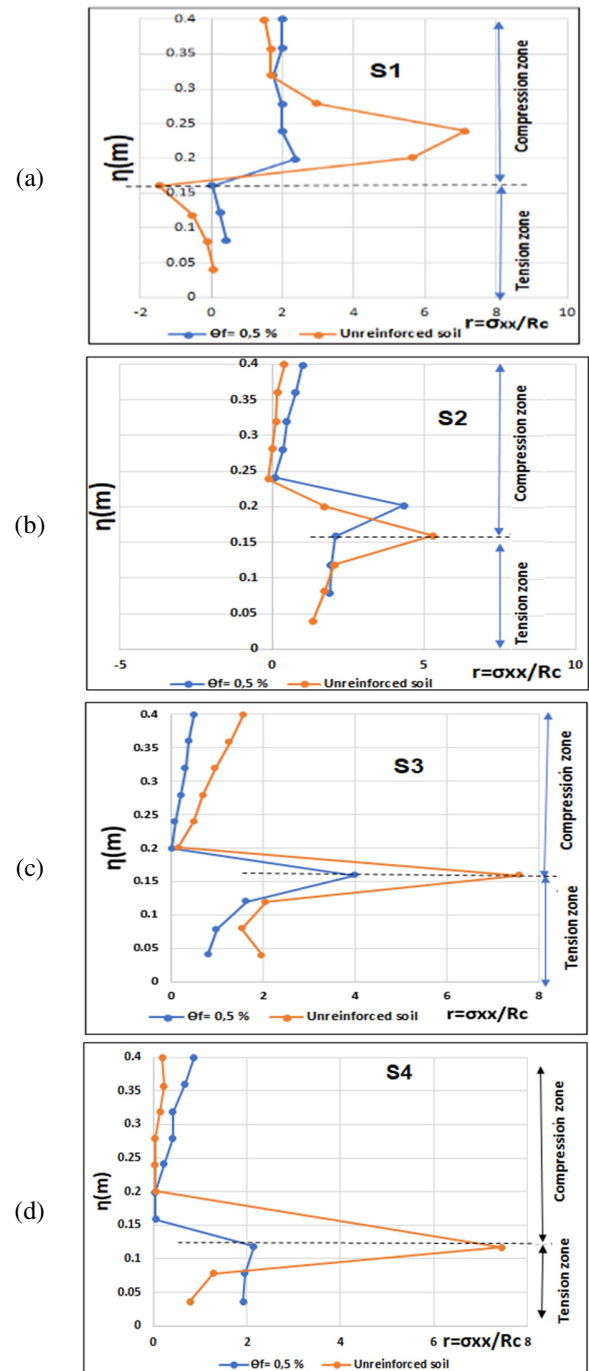 (a)
S1
η(m)
0.4
0.35
0.3
0.25
0.2
0.15
0.1
0.05
0
-2 0 2 4 6 8 10
r=σxx/Rc
Compression zone
Tension zone
Ꝋf= 0,5 % Unreinforced soil
(b)
S2
η(m)
0.4
0.35
0.3
0.25
0.2
0.15
0.1
0.05
0
-5 0 5 10
r=σxx/Rc
Compression zone
Tension zone
Ꝋf= 0,5 % Unreinforced soil
(c)
S3
η(m)
0.4
0.35
0.3
0.25
0.2
0.15
0.1
0.05
0
0 2 4 6 8
r=σxx/Rc
Compression zone
Tension zone
Ꝋf= 0,5 % Unreinforced soil
(d)
S4
η(m)
0.4
0.35
0.3
0.25
0.2
0.15
0.1
0.05
0
0 2 4 6 8
r=σxx/Rc
Compression zone
Tension zone
Ꝋf= 0,5 % Unreinforced soil